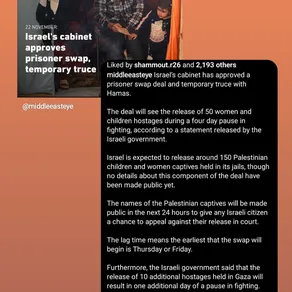 22 NOVEMBER
Israel's cabinet
approves
prisoner swap,
temporary truce
@middleeasteye
Liked by shammout.r26 and 2,193 others
middleeasteye Israel's cabinet has approved a
prisoner swap deal and temporary truce with
Hamas.
The deal will see the release of 50 women and
children hostages during a four day pause in
fighting, according to a statement released by the
Israeli government.
Israel is expected to release around 150 Palestinian
children and women captives held in its jails, though
no details about this component of the deal have
been made public yet.
The names of the Palestinian captives will be made
public in the next 24 hours to give any Israeli citizen
a chance to appeal against their release in court.
The lag time means the earliest that the swap will
begin is Thursday or Friday.
Furthermore, the Israeli government said that the
release of 10 additional hostages held in Gaza will
result in one additional day of a pause in fighting.